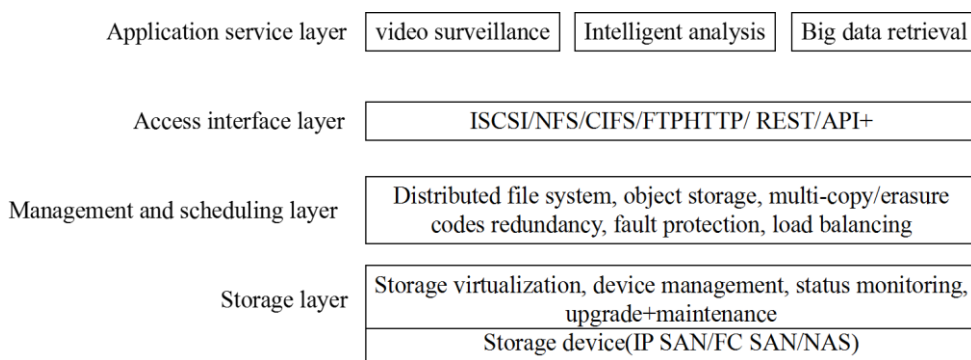 Application service layer video surveillance Intelligent analysis Big data retrieval
Access interface layer ISCSI/NFS/CIFS/FTPHTTP/ REST/API+
Management and scheduling layer
Distributed file system, object storage, multi-copy/erasure
codes redundancy, fault protection, load balancing
Storage layer
Storage virtualization, device management, status monitoring,
upgrade+maintenance
Storage device(IP SAN/FC SAN/NAS)